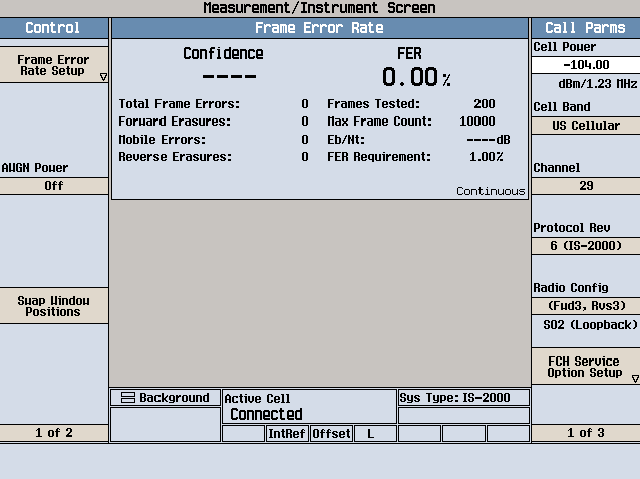 Measurement/Instrument Screen
Control
Frame Error Rate
Call Parms
Frame Error
Rate Setup
AWGN Power
Off
Swap Window
Positions
1 of 2
Confidence
----
FER
0.00%
Total Frame Errors: 0
Forward Erasures: 0
Mobile Errors: 0
Reverse Erasures: 0
Frames Tested: 200
Max Frame Count: 10000
Eb/Nt: ----dB
FER Requirement: 1.00%
Continuous
Background
Active Cell
Connected
Sys Type: IS-2000
IntRef
Offset
L
Cell Power
-104.00
dBm/1.23 MHz
Cell Band
US Cellular
Channel
29
Protocol Rev
6 (IS-2000)
Radio Config
(Fwd3, Rvs3)
SO2 (Loopback)
FCH Service
Option Setup
1 of 3